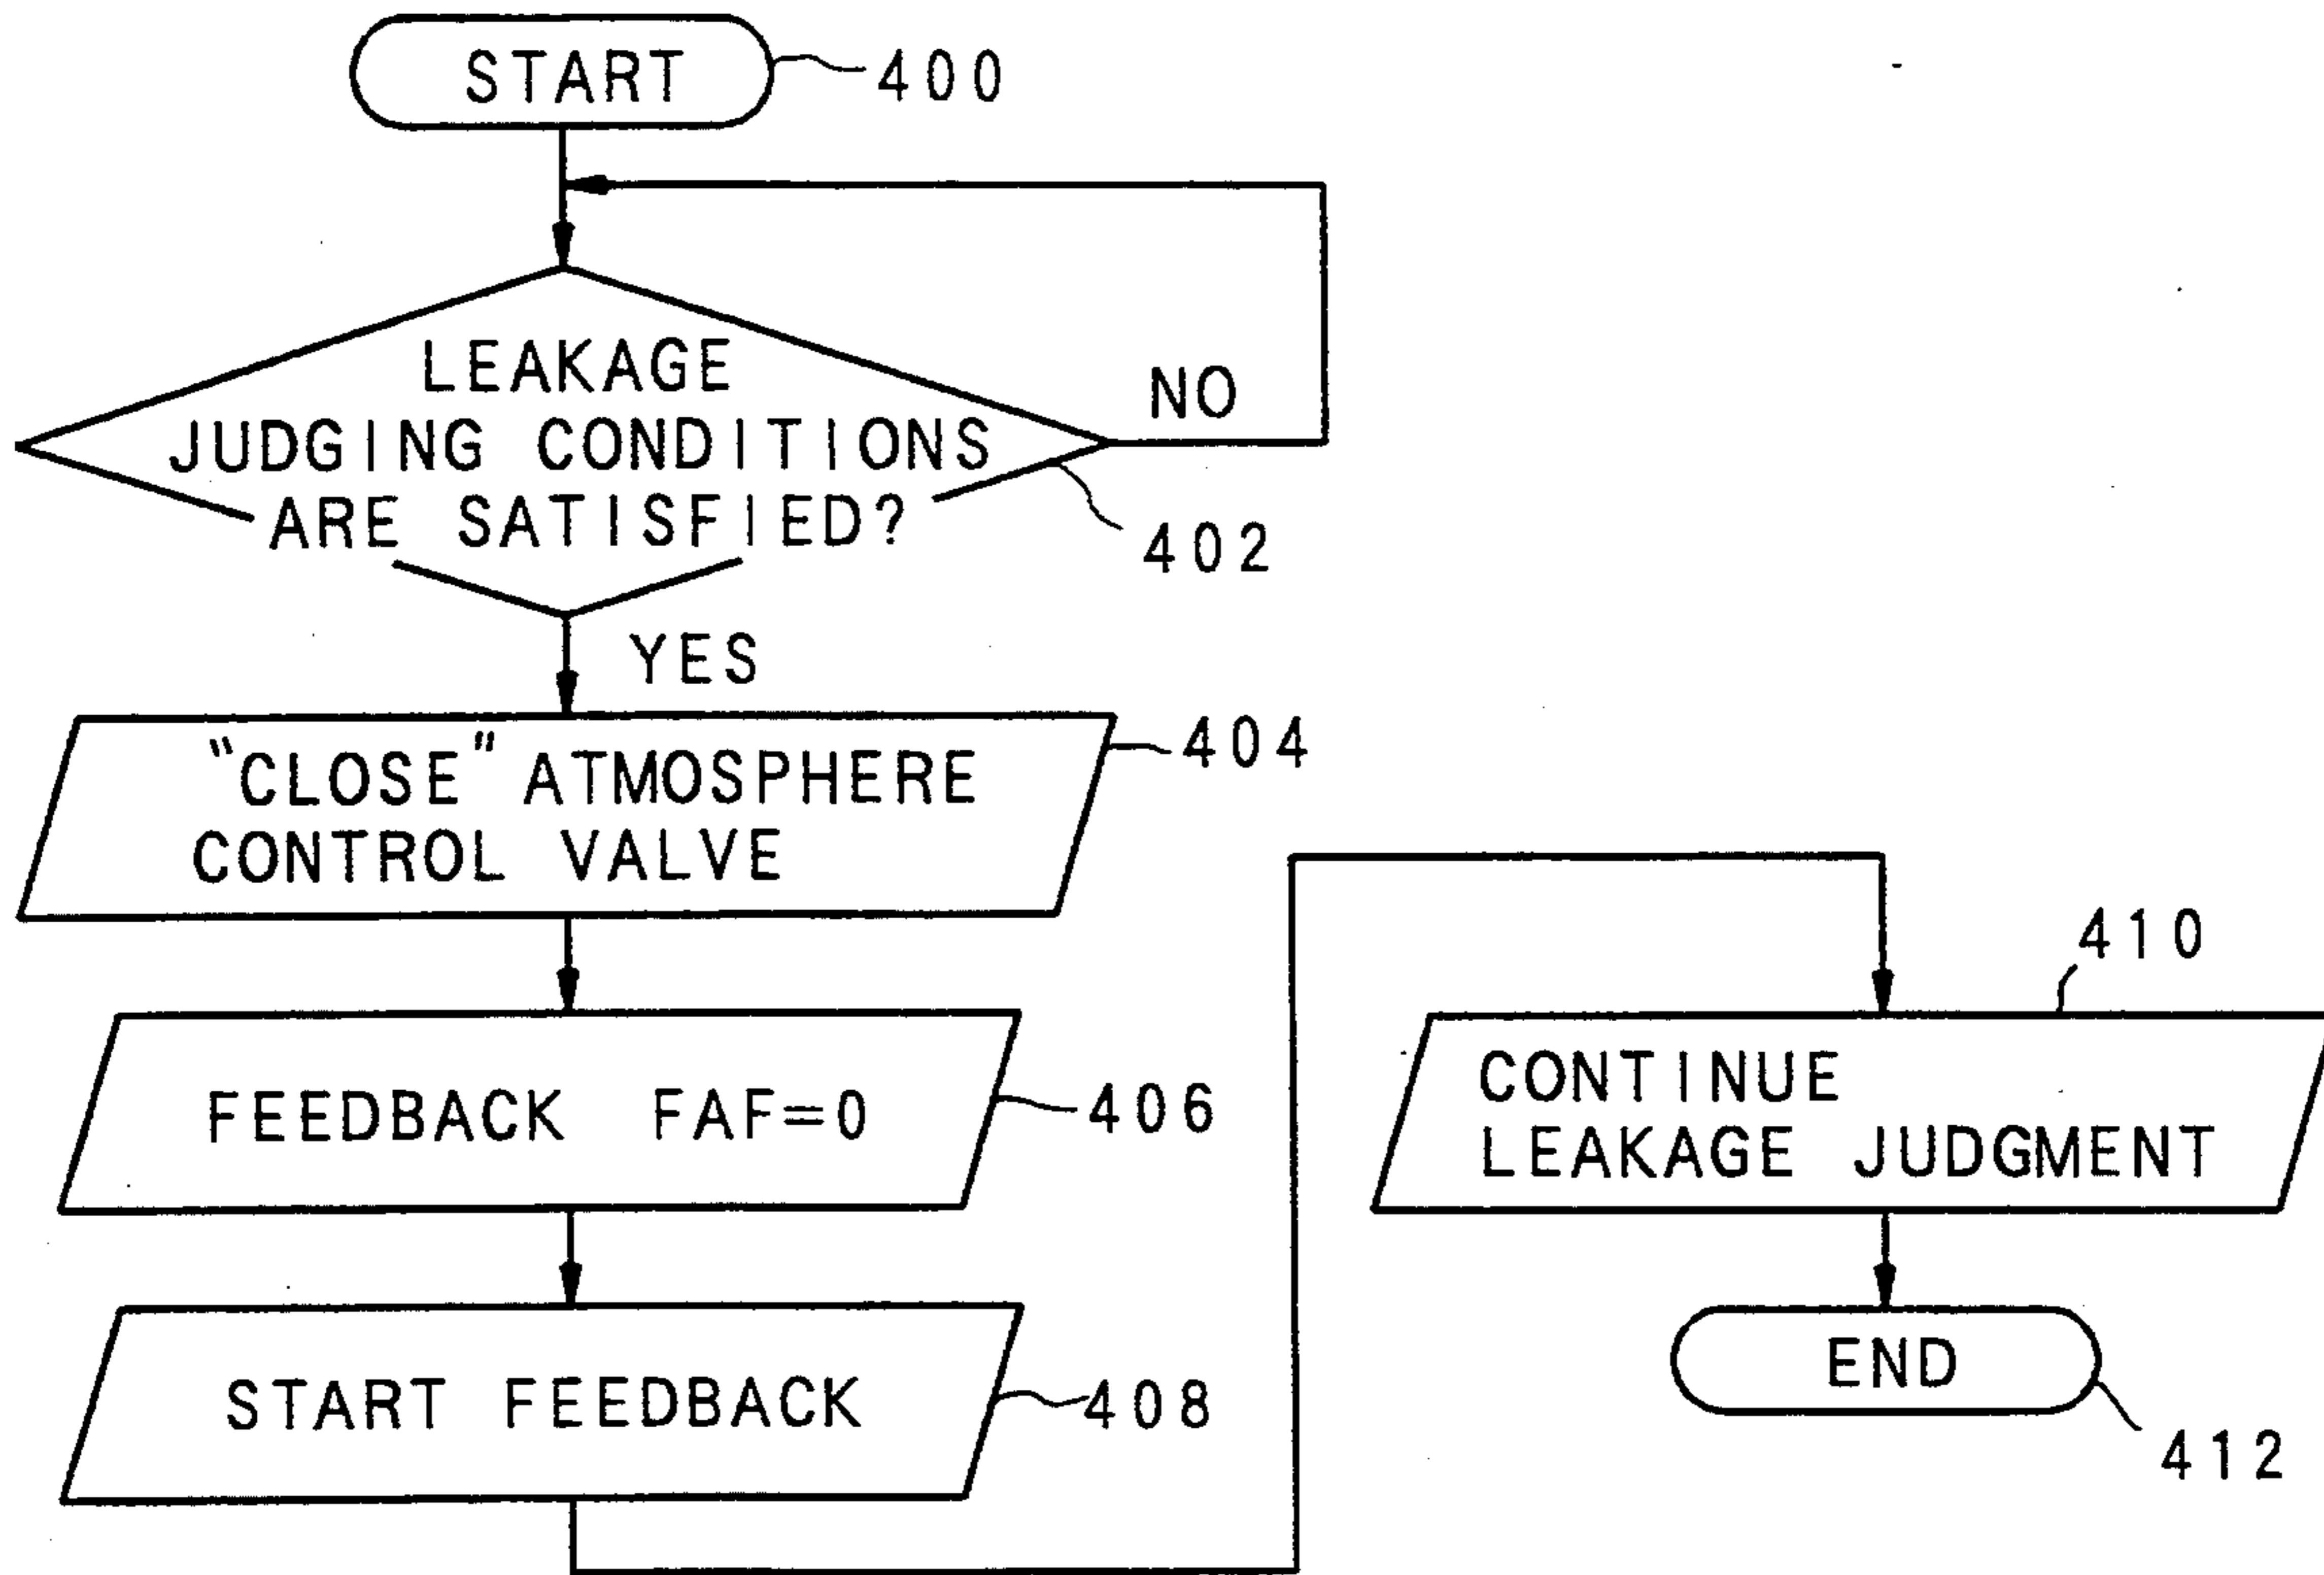 START
400
LEAKAGE
JUDGING CONDITIONS
ARE SATISFIED?
NO
402
YES
"CLOSE" ATMOSPHERE
CONTROL VALVE
404
FEEDBACK FAF=0
406
START FEEDBACK
408
410
CONTINUE
LEAKAGE JUDGMENT
END
412